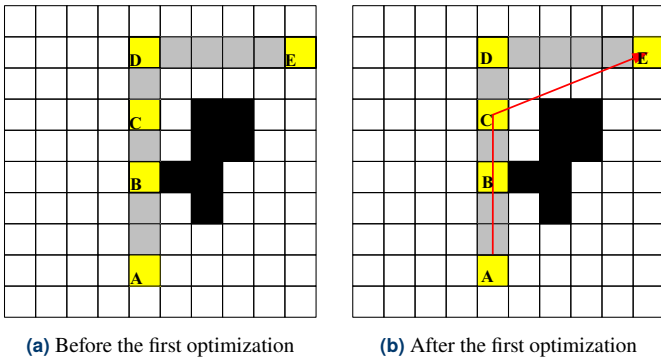 D E
C
B
A
D E
C
B
A
(a) Before the first optimization
(b) After the first optimization